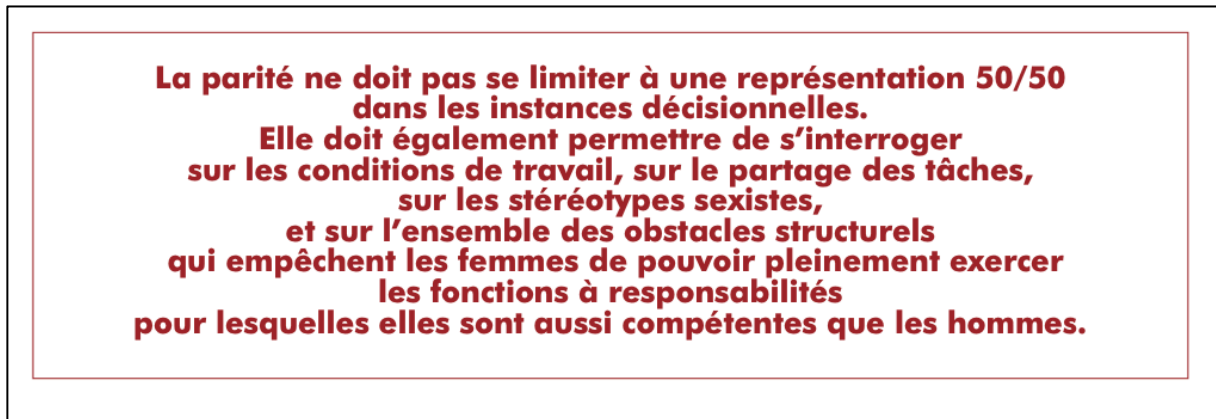 La parité ne doit pas se limiter à une représentation 50/50
dans les instances décisionnelles.
Elle doit également permettre de s’interroger
sur les conditions de travail, sur le partage des tâches,
sur les stéréotypes sexistes,
et sur l’ensemble des obstacles structurels
qui empêchent les femmes de pouvoir pleinement exercer
les fonctions à responsabilités
pour lesquelles elles sont aussi compétentes que les hommes.